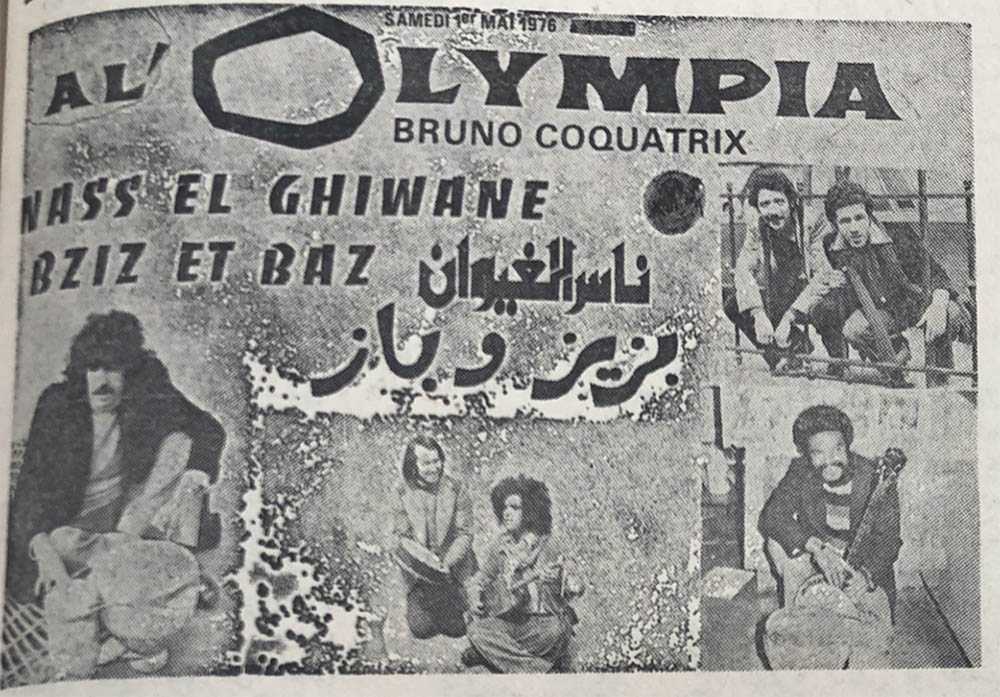 SAMEDI 1er MAI 1976
A L'OLYMPIA
BRUNO COQUATRIX
NASS EL GHIWANE
BZIZ ET BAZ
ناس الغيوان
بزيز و باز